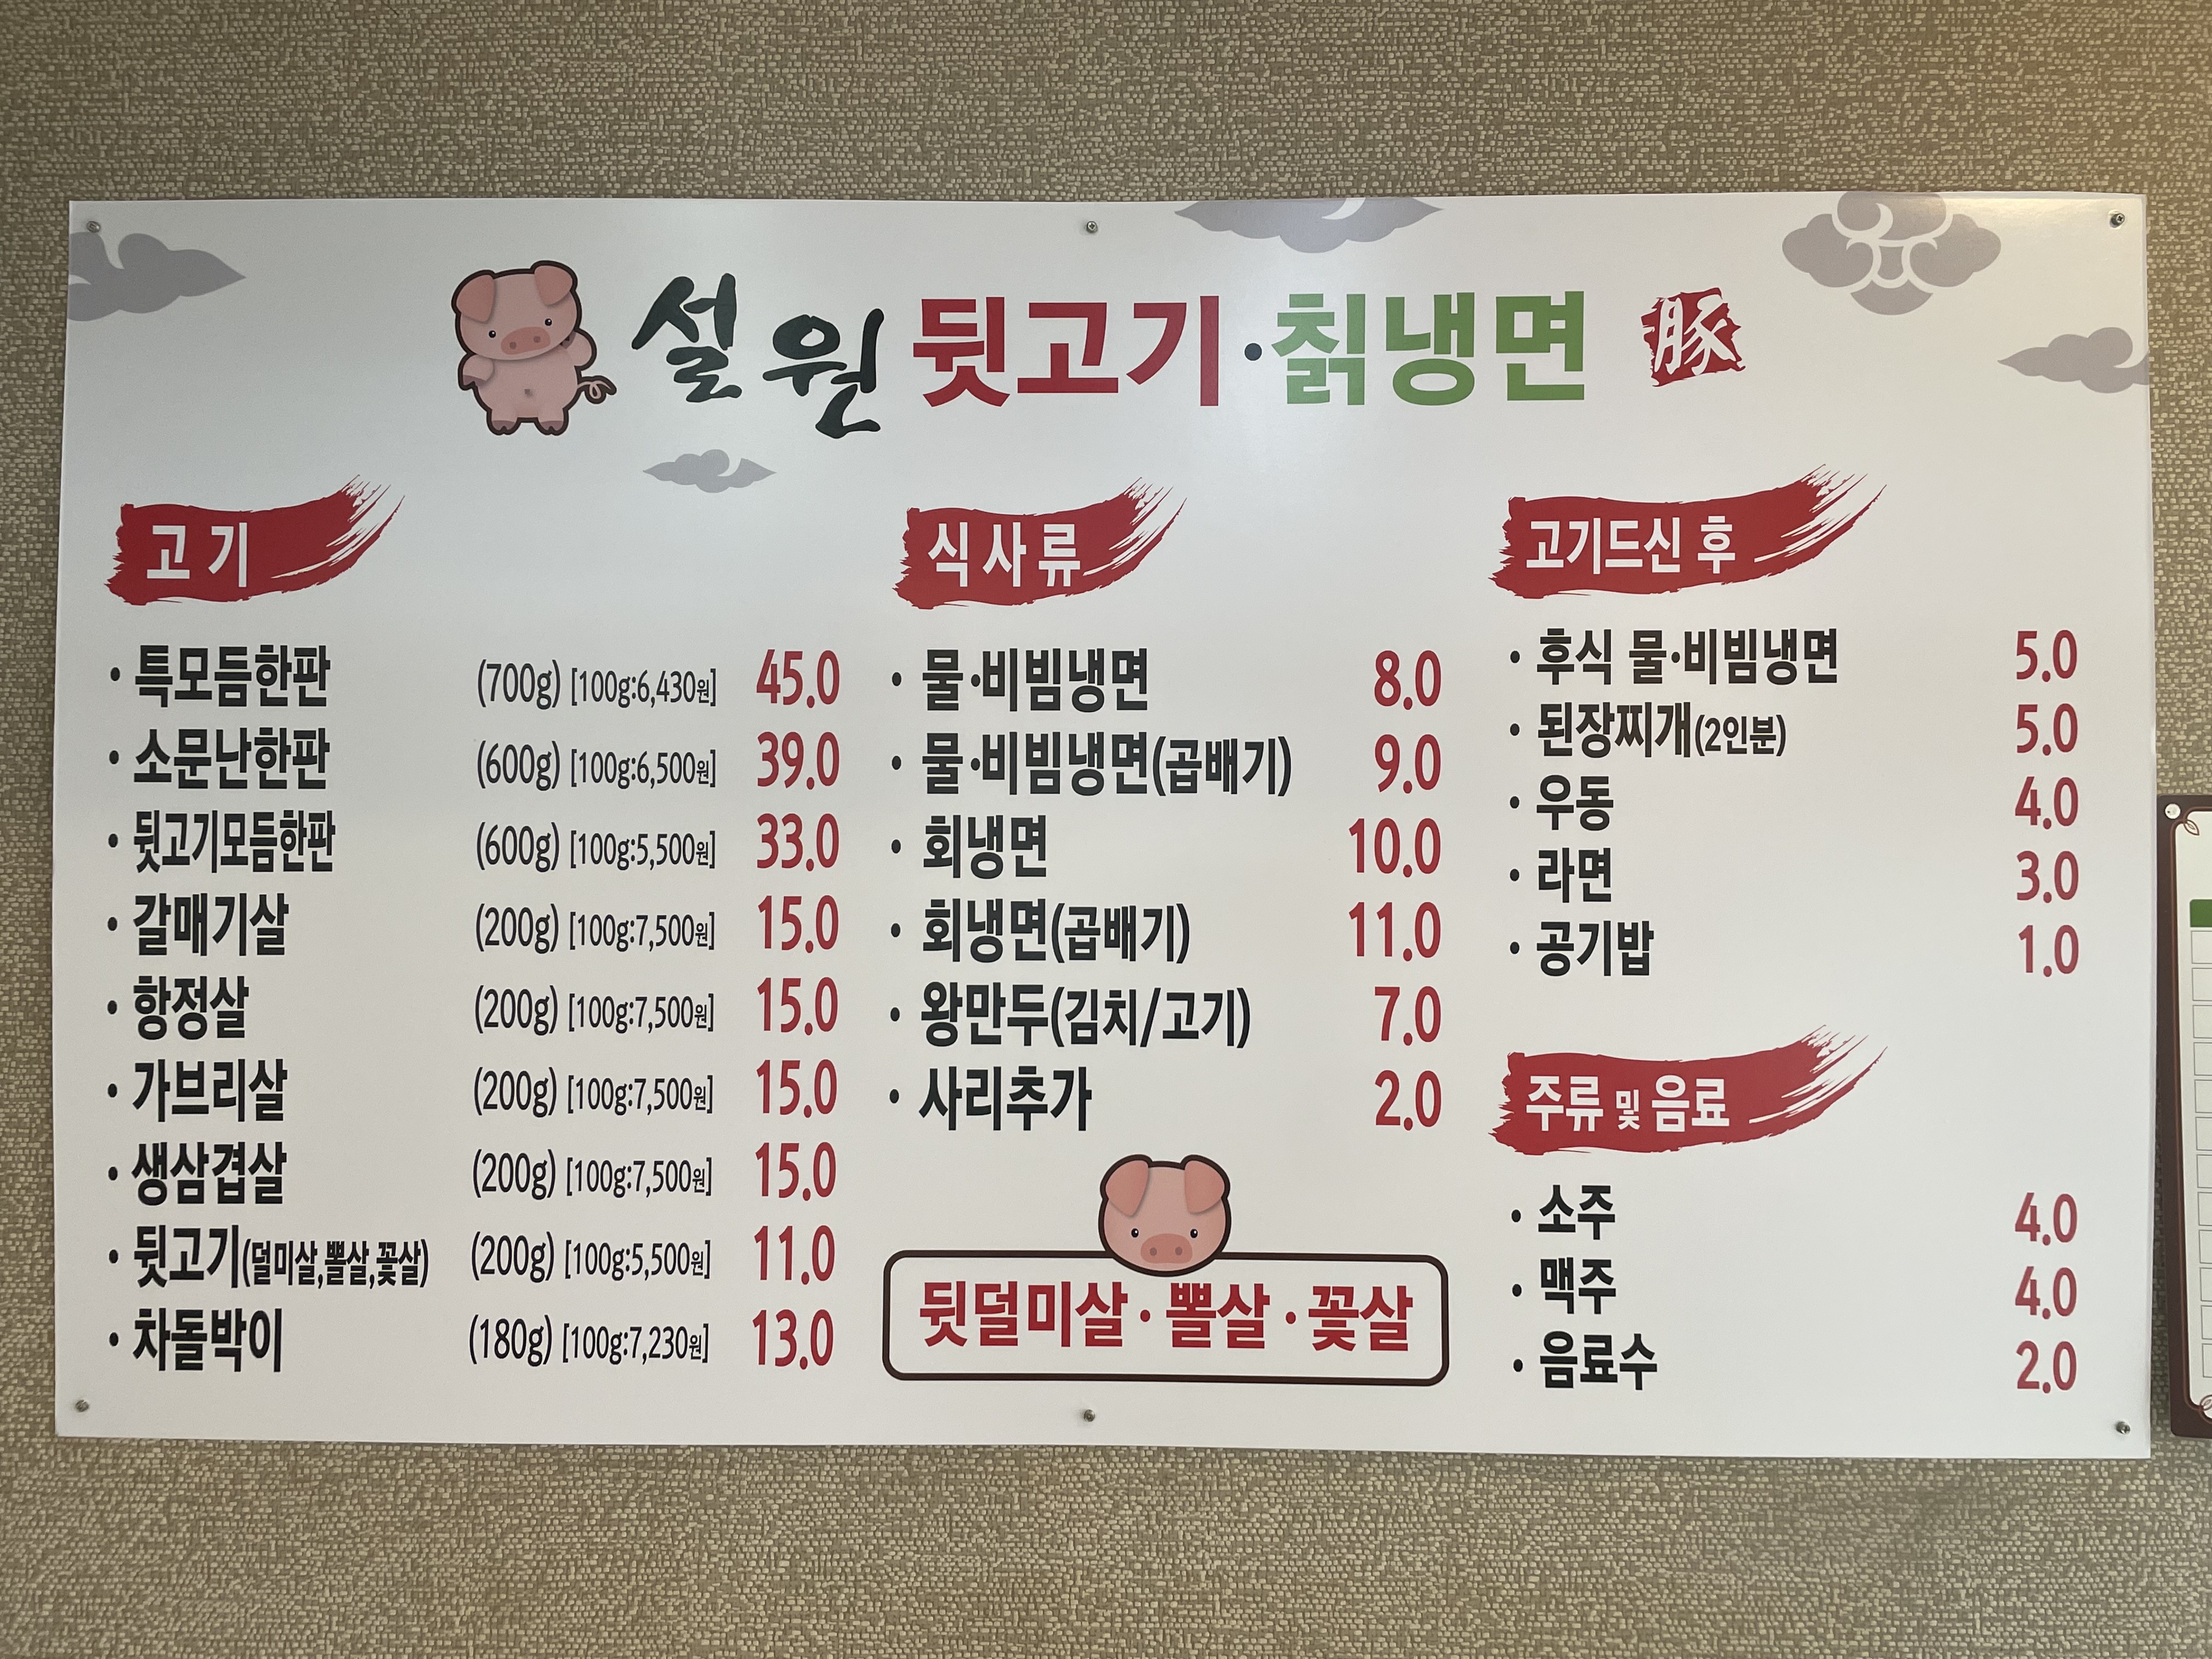 설원 뒷고기·칡냉면 豚
고기
· 특모듬한판 (700g) [100g:6,430원] 45.0
· 소문난한판 (600g) [100g:6,500원] 39.0
· 뒷고기모듬한판 (600g) [100g:5,500원] 33.0
· 갈매기살 (200g) [100g:7,500원] 15.0
· 항정살 (200g) [100g:7,500원] 15.0
· 가브리살 (200g) [100g:7,500원] 15.0
· 생삼겹살 (200g) [100g:7,500원] 15.0
· 뒷고기(덜미살,뽈살,꽃살) (200g) [100g:5,500원] 11.0
· 차돌박이 (180g) [100g:7,230원] 13.0
식사류
· 물·비빔냉면 8.0
· 물·비빔냉면(곱배기) 9.0
· 회냉면 10.0
· 회냉면(곱배기) 11.0
· 왕만두(김치/고기) 7.0
· 사리추가 2.0
뒷덜미살 · 뽈살 · 꽃살
고기드신 후
· 후식 물·비빔냉면 5.0
· 된장찌개(2인분) 5.0
· 우동 4.0
· 라면 3.0
· 공기밥 1.0
주류 및 음료
· 소주 4.0
· 맥주 4.0
· 음료수 2.0